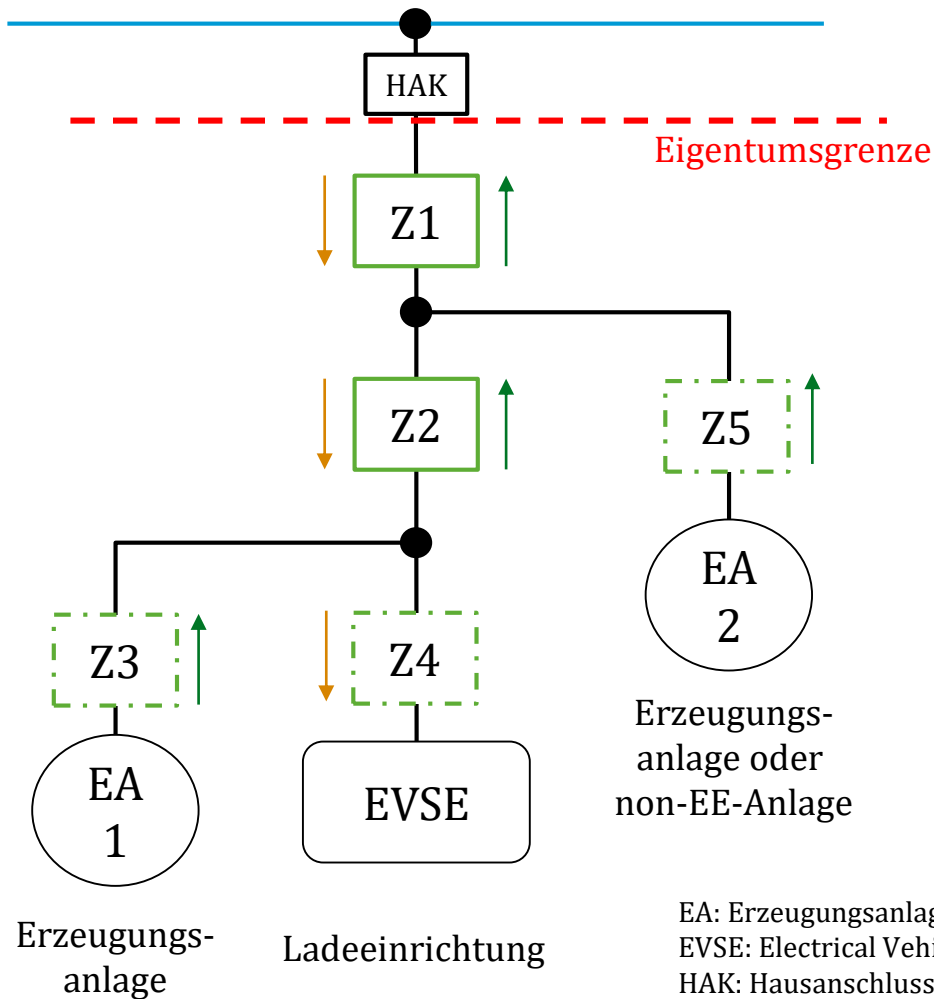 HAK
Eigentumsgrenze
Z1
Z2
Z5
EA
2
Z3
Z4
Erzeugungs-
anlage oder
non-EE-Anlage
EA
1
EVSE
Erzeugungs-
anlage
Ladeeinrichtung
EA: Erzeugungsanlag
EVSE: Electrical Vehi
HAK: Hausanschluss